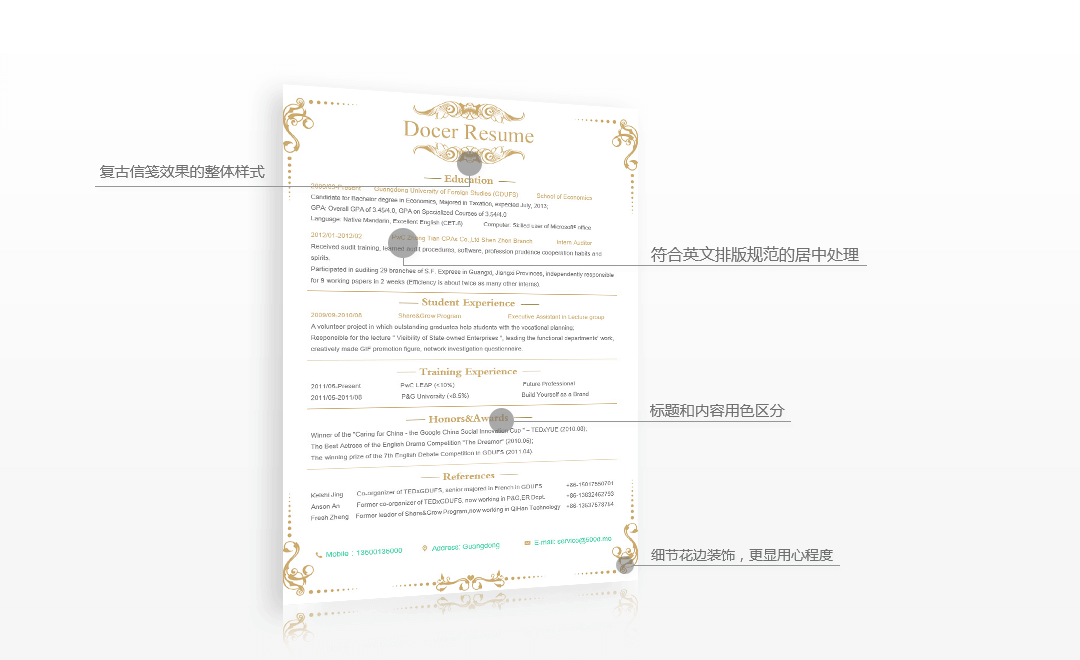 Docer Resume
复古信笺效果的整体样式
Education
2009/09-Present Guangdong University of Foreign Studies (GDUFS) School of Economics
Candidate for Bachelor degree in Economics, Majored in Taxation, expected July, 2013;
GPA: Overall GPA of 3.45/4.0, GPA on Specialized Courses of 3.54/4.0
Language: Native Mandarin, Excellent English (CET-6) Computer: Skilled user of Microsoft® office
2012/01-2012/02 PwC Zhong Tian CPAs Co.,Ltd Shen Zhen Branch Intern Auditor
Received audit training, learned audit procedures, software, profession prudence cooperation habits and
spirits.
符合英文排版规范的居中处理
Participated in auditing 29 branches of S.F. Express in Guangxi, Jiangxi Provinces, independently responsible
for 9 working papers in 2 weeks (Efficiency is about twice as many other interns).
Student Experience
2009/09-2010/06 Share&Grow Program Executive Assistant in Lecture group
A volunteer project in which outstanding graduates help students with the vocational planning;
Responsible for the lecture " Visibility of State-owned Enterprises ", leading the functional departments' work,
creatively made GIF promotion figure, network investigation questionnaire.
Training Experience
2011/06-Present PwC LEAP (<10%) Future Professional
2011/05-2011/06 P&G University (<0.5%) Build Yourself as a Brand
标题和内容用色区分
Honors&Awards
Winner of the "Caring for China - the Google China Social Innovation Cup " – TEDxYUE (2010.08);
The Best Actress of the English Drama Competition "The Dreamer" (2010.06);
The winning prize of the 7th English Debate Competition in GDUFS (2011.04).
References
Keishi Jing Co-organizer of TEDxGDUFS, senior majored in French in GDUFS
Anson An Former co-organizer of TEDxGDUFS, now working in P&G,ER Dept.
Fresh Zheng Former leader of Share&Grow Program,now working in QiHan Technology
Mobile：13600136000 Address: Guangdong E-mail: service@500d.me
细节花边装饰，更显用心程度